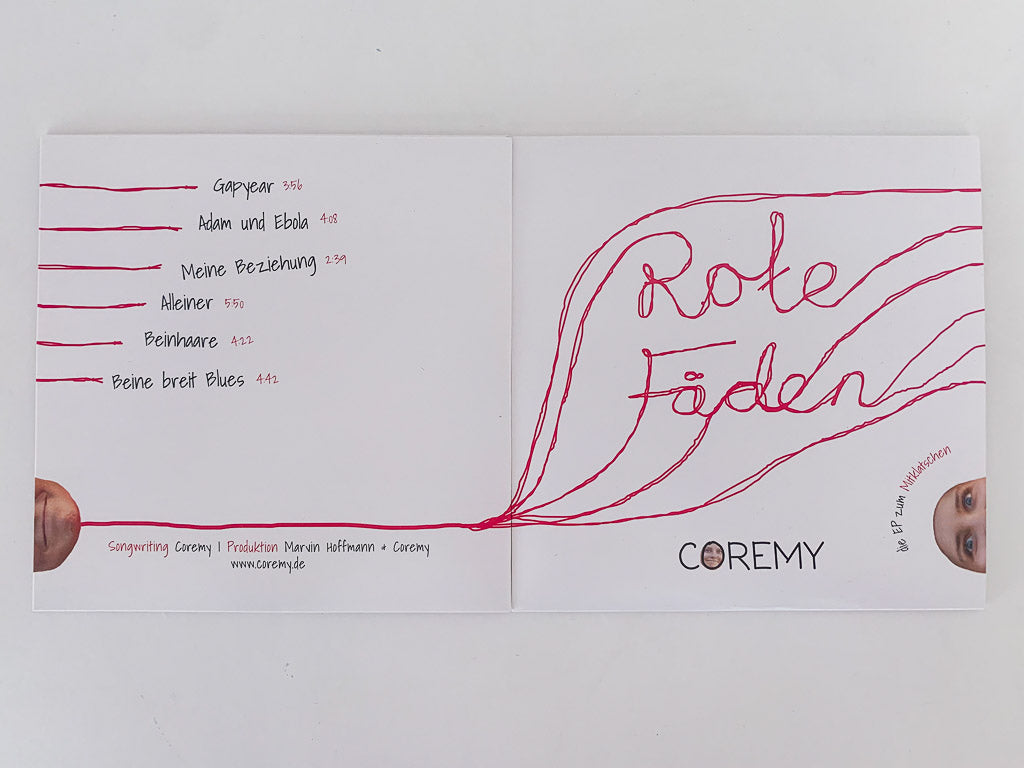 Gapyear 3:56
Adam und Ebola 4:08
Meine Beziehung 2:39
Alleiner 5:50
Beinhaare 4:22
Beine breit Blues 4:42
Songwriting Coremy | Produktion Marvin Hoffmann & Coremy
www.coremy.de
Rote
Fäden
die EP zum Mitklatschen
COREMY